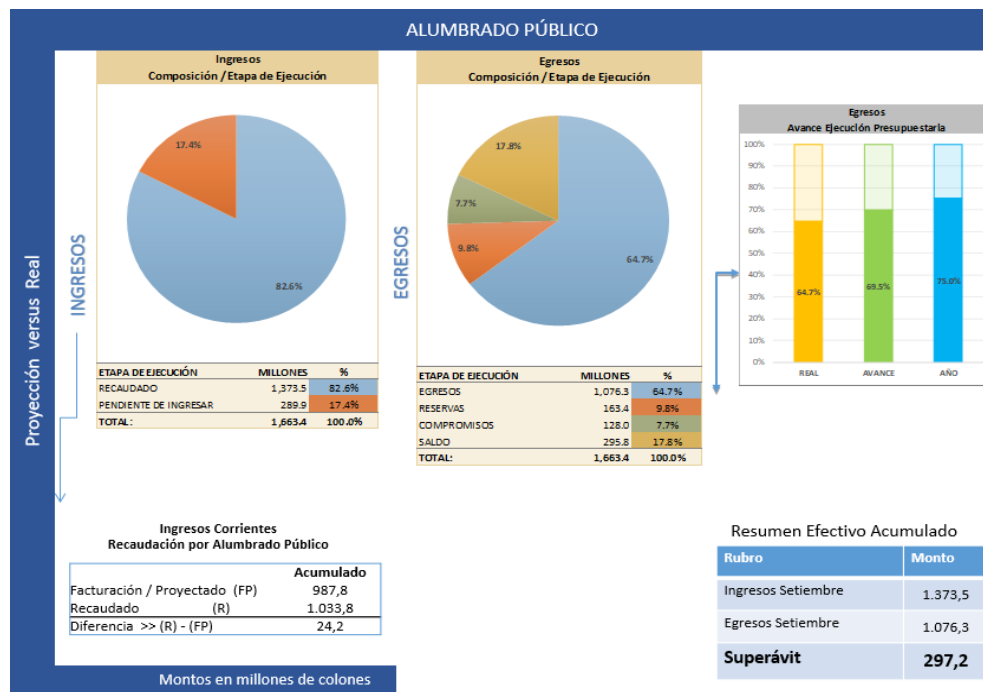 ALUMBRADO PÚBLICO
Proyección versus Real
INGRESOS
Ingresos
Composición / Etapa de Ejecución
17.4%
82.6%
ETAPA DE EJECUCIÓN MILLONES %
RECAUDADO 1,373.5 82.6%
PENDIENTE DE INGRESAR 289.9 17.4%
TOTAL: 1,663.4 100.0%
EGRESOS
Egresos
Composición / Etapa de Ejecución
17.8%
7.7%
9.8%
64.7%
ETAPA DE EJECUCIÓN MILLONES %
EGRESOS 1,076.3 64.7%
RESERVAS 163.4 9.8%
COMPROMISOS 128.0 7.7%
SALDO 295.8 17.8%
TOTAL: 1,663.4 100.0%
Egresos
Avance Ejecución Presupuestaria
100%
90%
80%
70%
60%
50%
40%
30%
20%
10%
0%
64.7% 69.5% 75.0%
REAL AVANCE AÑO
Ingresos Corrientes
Recaudación por Alumbrado Público
Acumulado
Facturación / Proyectado (FP) 987,8
Recaudado (R) 1.033,8
Diferencia >> (R) - (FP) 24,2
Resumen Efectivo Acumulado
Rubro Monto
Ingresos Setiembre 1.373,5
Egresos Setiembre 1.076,3
Superávit 297,2
Montos en millones de colones